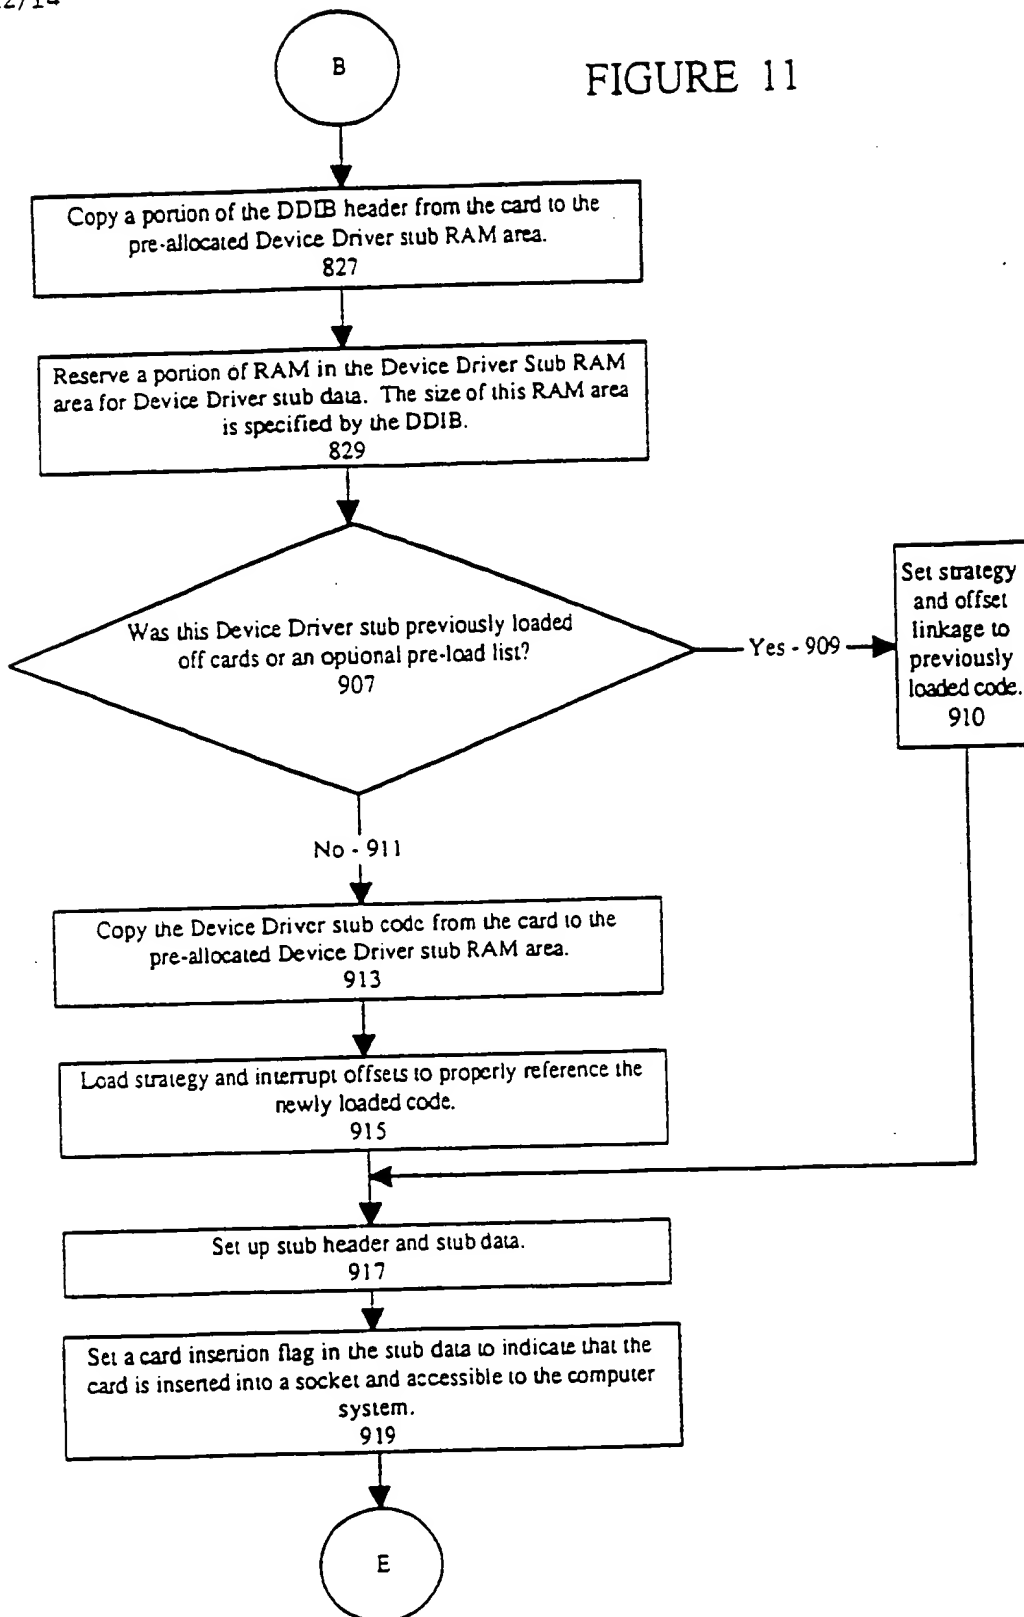 B
FIGURE 11
Copy a portion of the DDIB header from the card to the
pre-allocated Device Driver stub RAM area.
827
Reserve a portion of RAM in the Device Driver Stub RAM
area for Device Driver stub data. The size of this RAM area
is specified by the DDIB.
829
Was this Device Driver stub previously loaded
off cards or an optional pre-load list?
907
Yes - 909
Set strategy
and offset
linkage to
previously
loaded code.
910
No - 911
Copy the Device Driver stub code from the card to the
pre-allocated Device Driver stub RAM area.
913
Load strategy and interrupt offsets to properly reference the
newly loaded code.
915
Set up stub header and stub data.
917
Set a card insertion flag in the stub data to indicate that the
card is inserted into a socket and accessible to the computer
system.
919
E